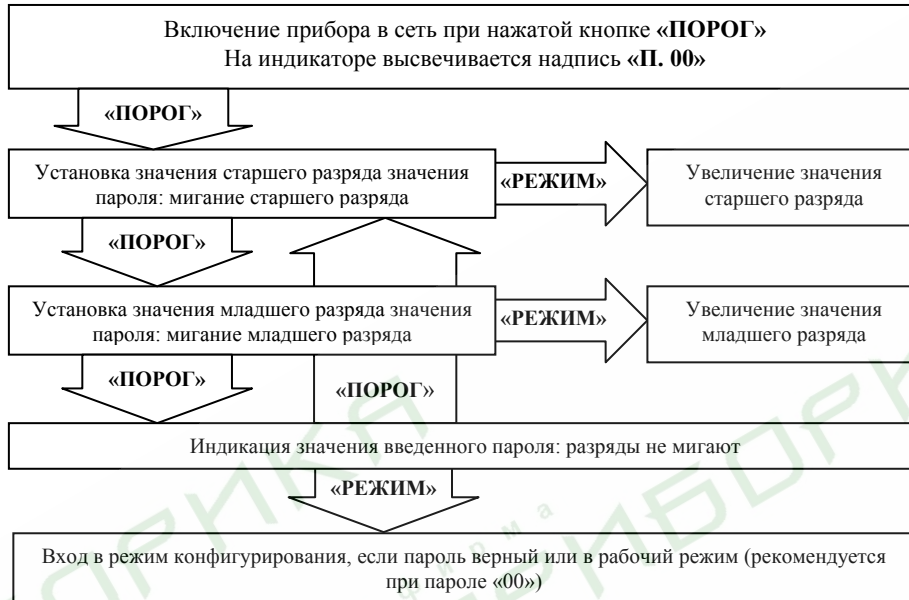 Включение прибора в сеть при нажатой кнопке «ПОРОГ»
На индикаторе высвечивается надпись «П. 00»
«ПОРОГ»
Установка значения старшего разряда значения
пароля: мигание старшего разряда
«РЕЖИМ»
Увеличение значения
старшего разряда
«ПОРОГ»
Установка значения младшего разряда значения
пароля: мигание младшего разряда
«РЕЖИМ»
Увеличение значения
младшего разряда
«ПОРОГ»
«ПОРОГ»
Индикация значения введенного пароля: разряды не мигают
«РЕЖИМ»
Вход в режим конфигурирования, если пароль верный или в рабочий режим (рекомендуется
при пароле «00»)